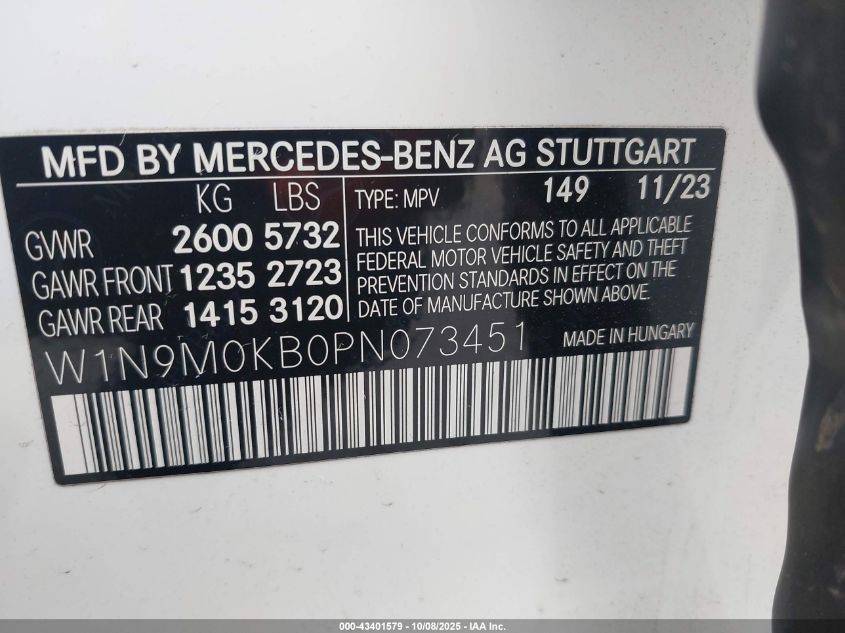 MFD BY MERCEDES-BENZ AG STUTTGART
KG LBS
GVWR 2600 5732
GAWR FRONT 1235 2723
GAWR REAR 1415 3120
TYPE: MPV 149 11/23
THIS VEHICLE CONFORMS TO ALL APPLICABLE
FEDERAL MOTOR VEHICLE SAFETY AND THEFT
PREVENTION STANDARDS IN EFFECT ON THE
DATE OF MANUFACTURE SHOWN ABOVE.
W1N9M0KB0PN073451 MADE IN HUNGARY
000-43401579 - 10/08/2025 - IAA Inc.